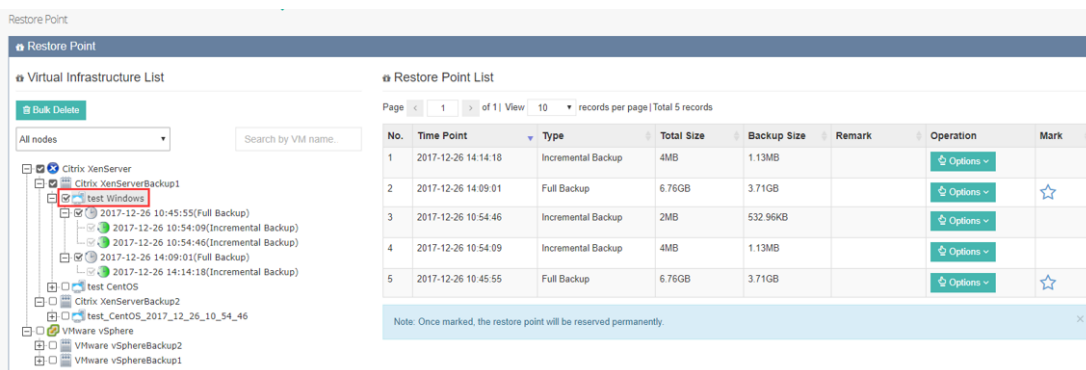 Restore Point
Restore Point
Virtual Infrastructure List
Bulk Delete
All nodes
Search by VM name..
Citrix XenServer
Citrix XenServerBackup1
test Windows
2017-12-26 10:45:55(Full Backup)
2017-12-26 10:54:09(Incremental Backup)
2017-12-26 10:54:46(Incremental Backup)
2017-12-26 14:09:01(Full Backup)
2017-12-26 14:14:18(Incremental Backup)
test CentOS
Citrix XenServerBackup2
test_CentOS_2017_12_26_10_54_46
VMware vSphere
VMware vSphereBackup2
VMware vSphereBackup1
Restore Point List
Page < 1 > of 1| View 10 records per page|Total 5 records
No. Time Point Type Total Size Backup Size Remark Operation Mark
1 2017-12-26 14:14:18 Incremental Backup 4MB 1.13MB Options
2 2017-12-26 14:09:01 Full Backup 6.76GB 3.71GB Options
3 2017-12-26 10:54:46 Incremental Backup 2MB 532.96KB Options
4 2017-12-26 10:54:09 Incremental Backup 4MB 1.13MB Options
5 2017-12-26 10:45:55 Full Backup 6.76GB 3.71GB Options
Note: Once marked, the restore point will be reserved permanently. ×